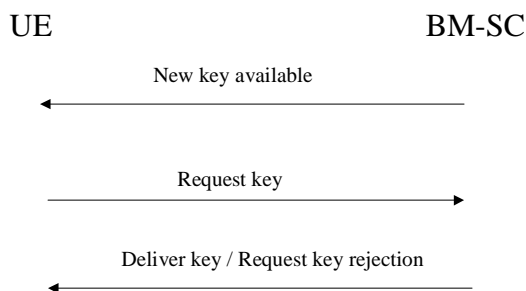 UE BM-SC
New key available
Request key
Deliver key / Request key rejection